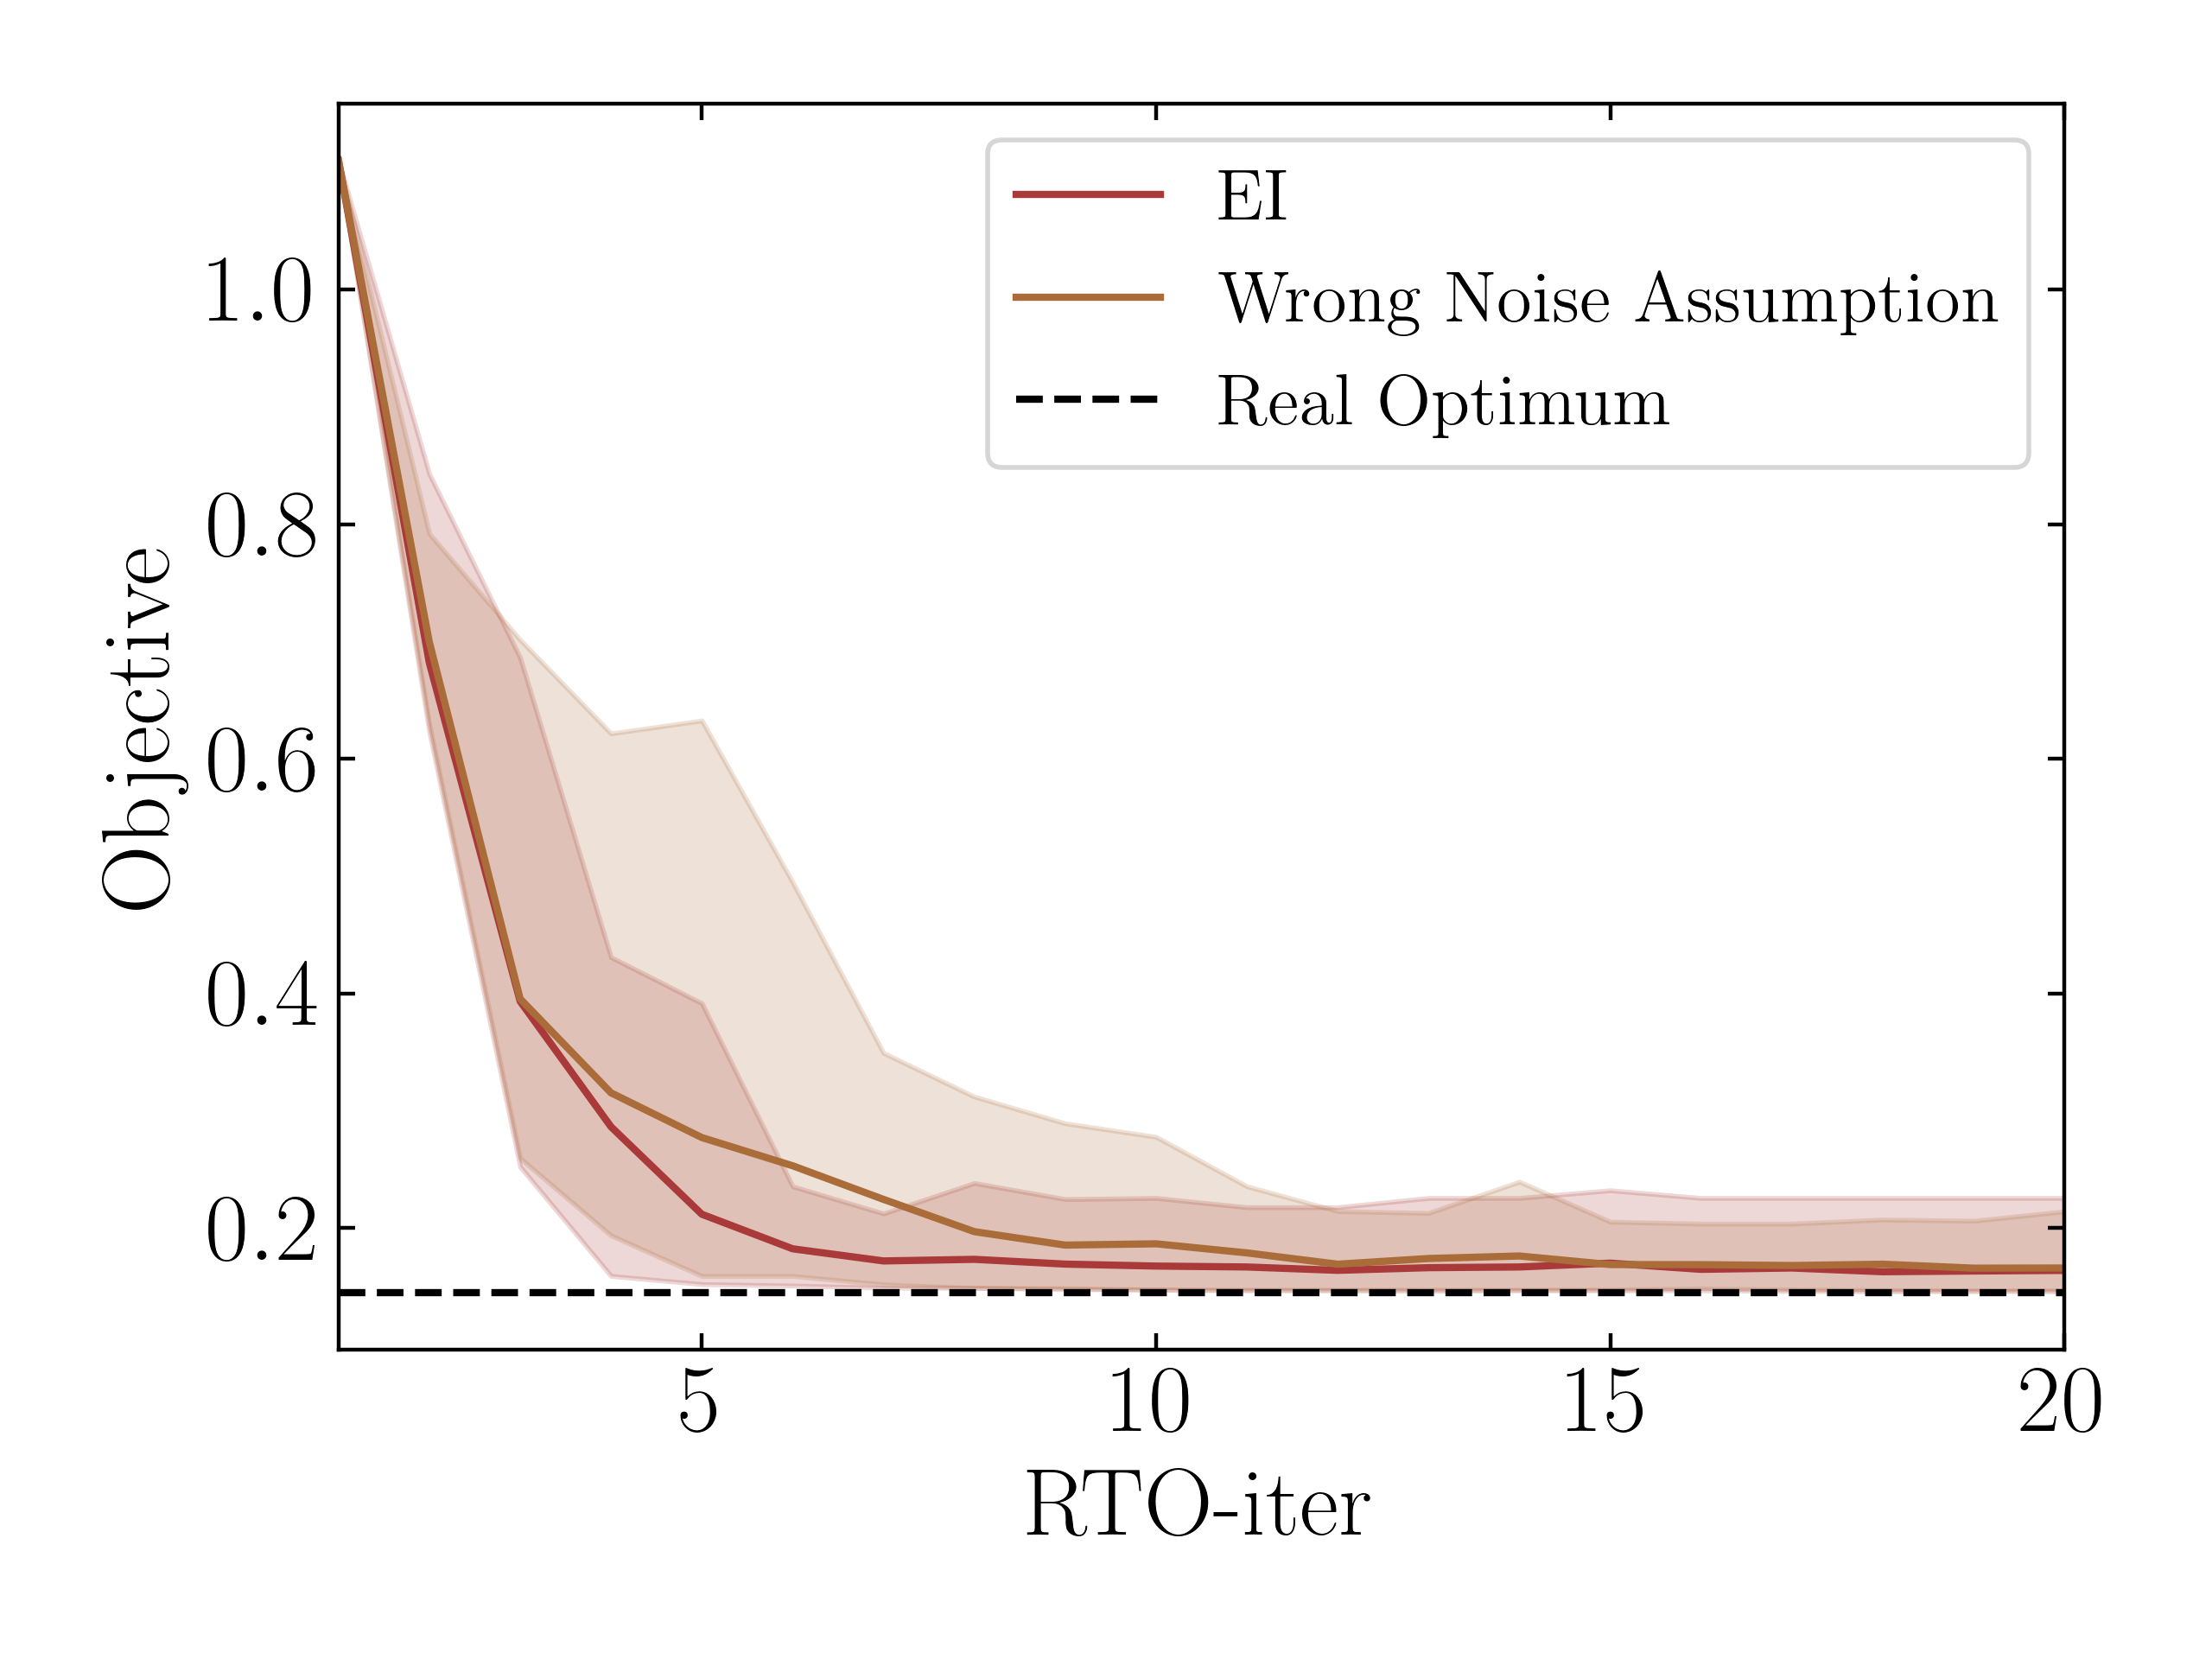 EI
Wrong Noise Assumption
Real Optimum
1.0
0.8
0.6
0.4
0.2
Objective
5 10 15 20
RTO-iter